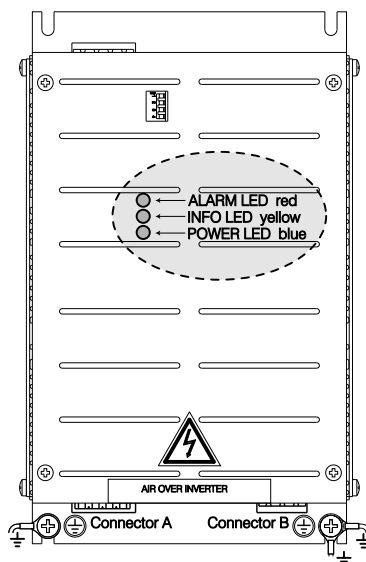 ALARM LED red
INFO LED yellow
POWER LED blue
AIR OVER INVERTER
Connector A
Connector B